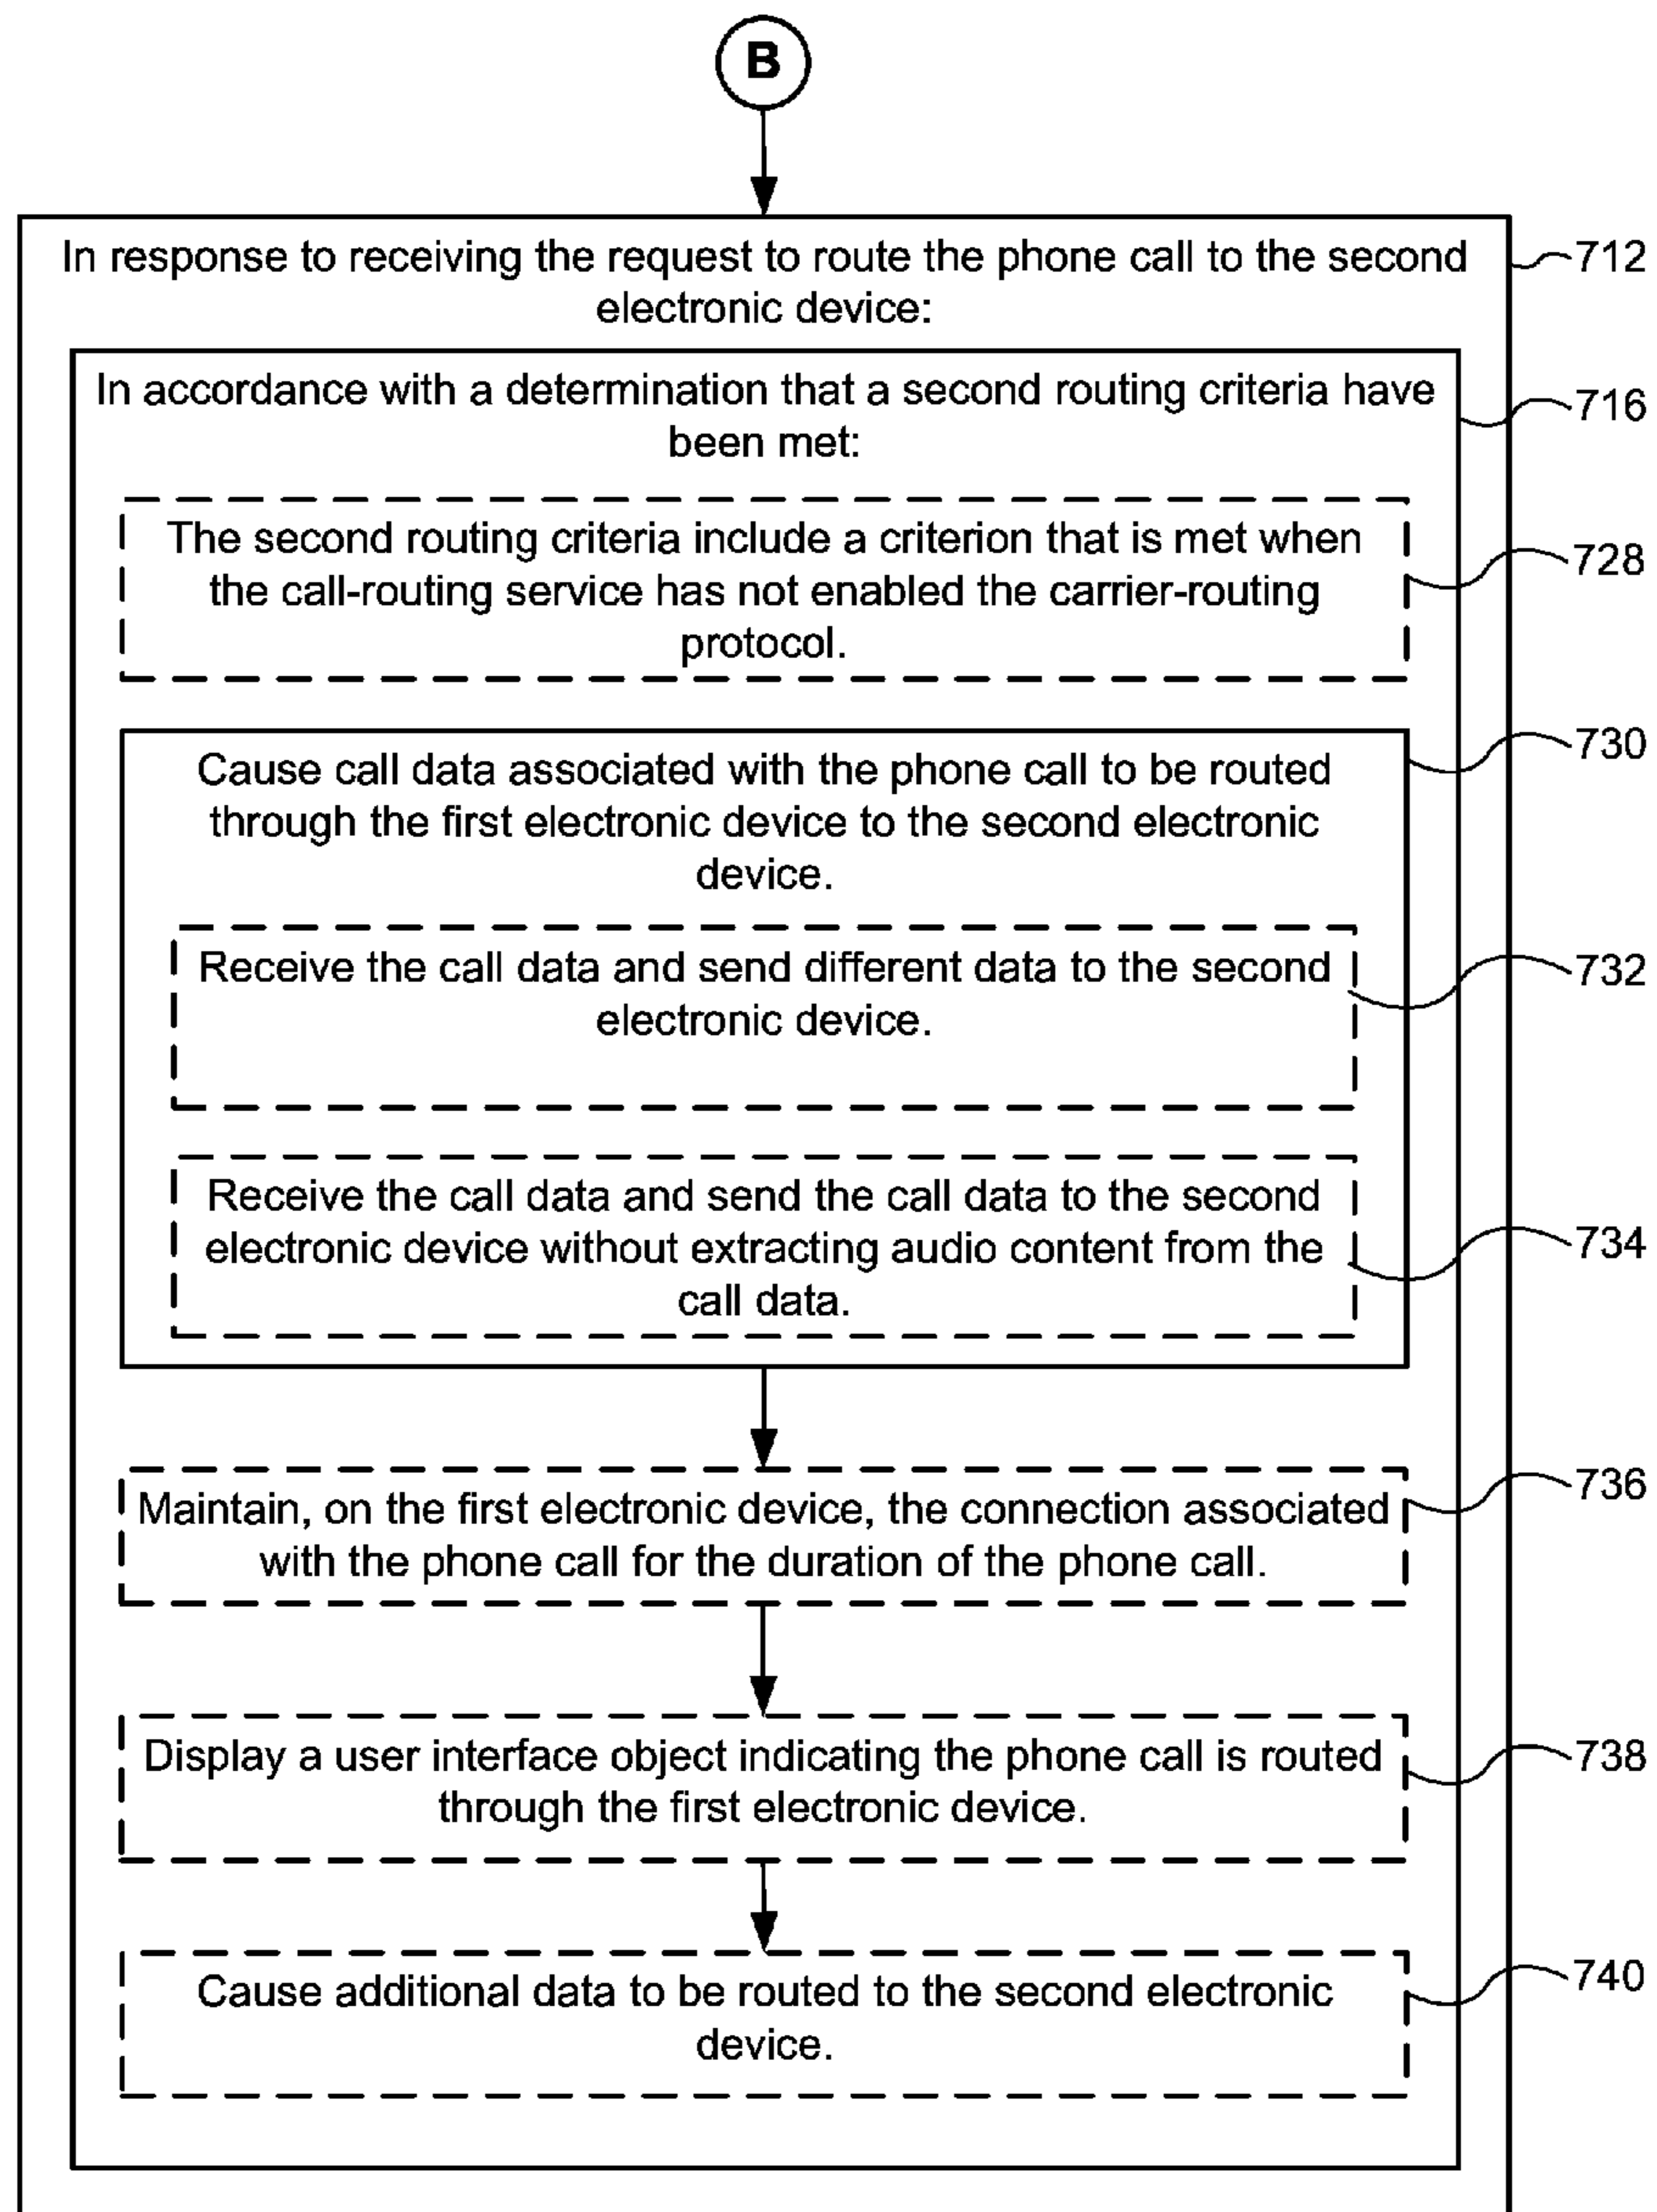 B
In response to receiving the request to route the phone call to the second
electronic device:
712
In accordance with a determination that a second routing criteria have
been met:
716
The second routing criteria include a criterion that is met when
the call-routing service has not enabled the carrier-routing
protocol.
728
Cause call data associated with the phone call to be routed
through the first electronic device to the second electronic
device.
730
Receive the call data and send different data to the second
electronic device.
732
Receive the call data and send the call data to the second
electronic device without extracting audio content from the
call data.
734
Maintain, on the first electronic device, the connection associated
with the phone call for the duration of the phone call.
736
Display a user interface object indicating the phone call is routed
through the first electronic device.
738
Cause additional data to be routed to the second electronic
device.
740